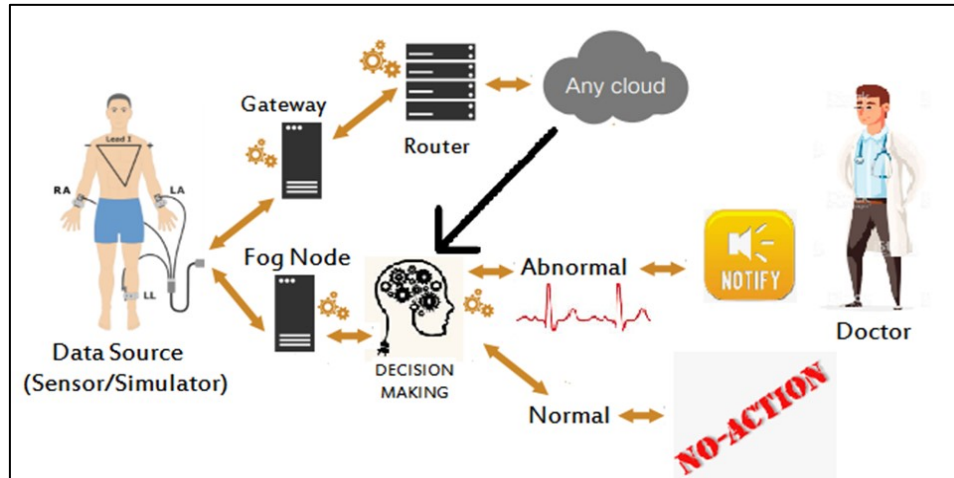 Gateway
Router
Any cloud
Lead I
- +
RA
LA
LL
Data Source
(Sensor/Simulator)
Fog Node
DECISION
MAKING
Abnormal
NOTIFY
Doctor
Normal
NO-ACTION